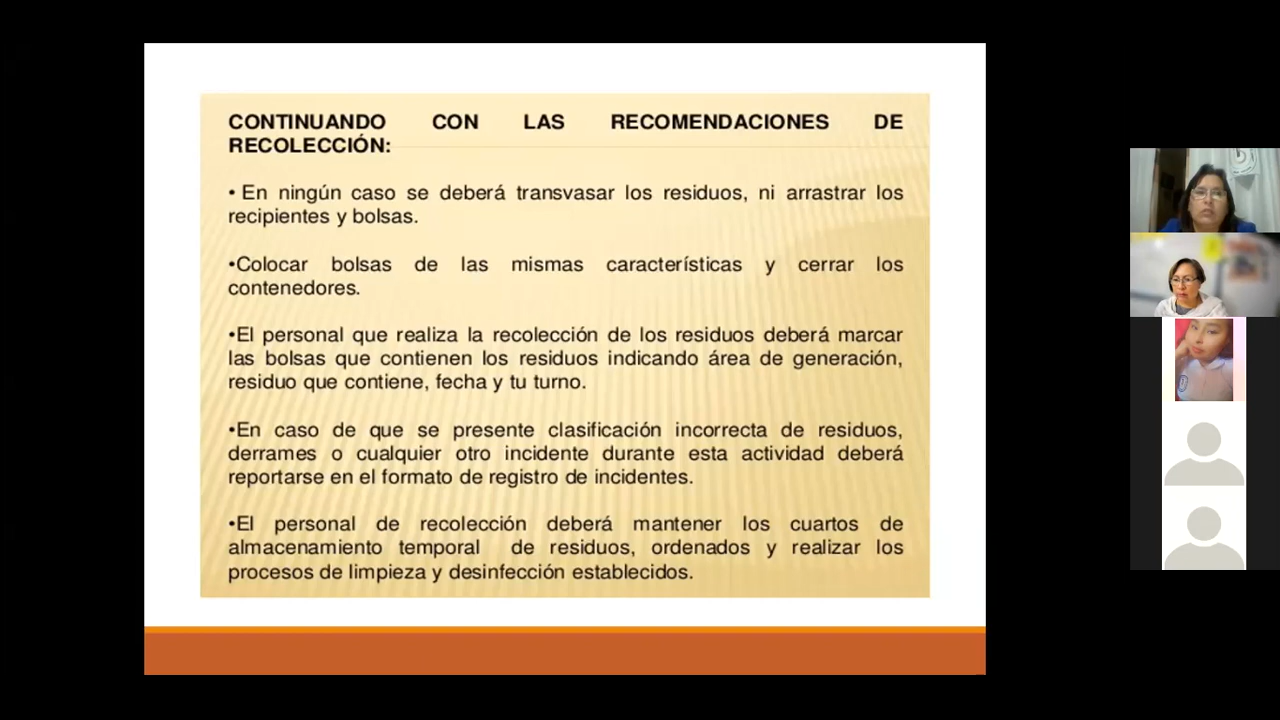 CONTINUANDO CON LAS RECOMENDACIONES DE
RECOLECCIÓN:
• En ningún caso se deberá transvasar los residuos, ni arrastrar los
recipientes y bolsas.
•Colocar bolsas de las mismas características y cerrar los
contenedores.
•El personal que realiza la recolección de los residuos deberá marcar
las bolsas que contienen los residuos indicando área de generación,
residuo que contiene, fecha y tu turno.
•En caso de que se presente clasificación incorrecta de residuos,
derrames o cualquier otro incidente durante esta actividad deberá
reportarse en el formato de registro de incidentes.
•El personal de recolección deberá mantener los cuartos de
almacenamiento temporal de residuos, ordenados y realizar los
procesos de limpieza y desinfección establecidos.